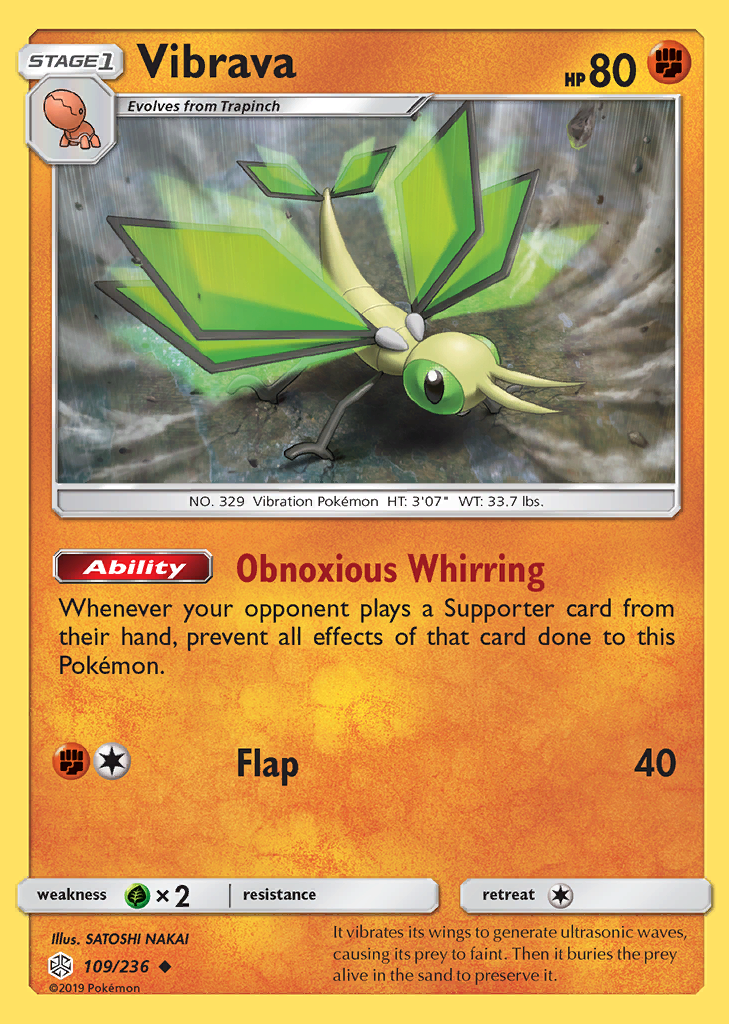 STAGE1
Vibrava
HP 80
Evolves from Trapinch
NO. 329 Vibration Pokémon HT: 3'07" WT: 33.7 lbs.
Ability
Obnoxious Whirring
Whenever your opponent plays a Supporter card from
their hand, prevent all effects of that card done to this
Pokémon.
Flap 40
weakness ×2 resistance retreat
Illus. SATOSHI NAKAI
109/236
©2019 Pokémon
It vibrates its wings to generate ultrasonic waves,
causing its prey to faint. Then it buries the prey
alive in the sand to preserve it.